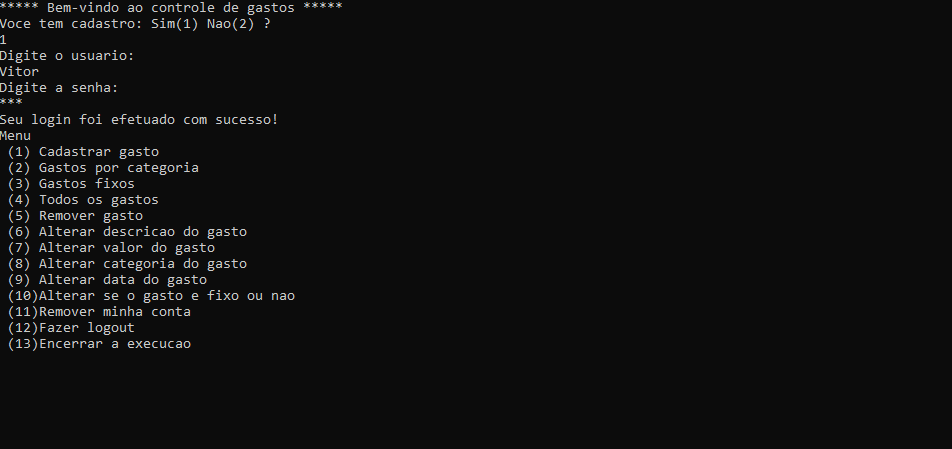 ***** Bem-vindo ao controle de gastos *****
Voce tem cadastro: Sim(1) Nao(2) ?
1
Digite o usuario:
Vitor
Digite a senha:
***
Seu login foi efetuado com sucesso!
Menu
(1) Cadastrar gasto
(2) Gastos por categoria
(3) Gastos fixos
(4) Todos os gastos
(5) Remover gasto
(6) Alterar descricao do gasto
(7) Alterar valor do gasto
(8) Alterar categoria do gasto
(9) Alterar data do gasto
(10)Alterar se o gasto e fixo ou nao
(11)Remover minha conta
(12)Fazer logout
(13)Encerrar a execucao